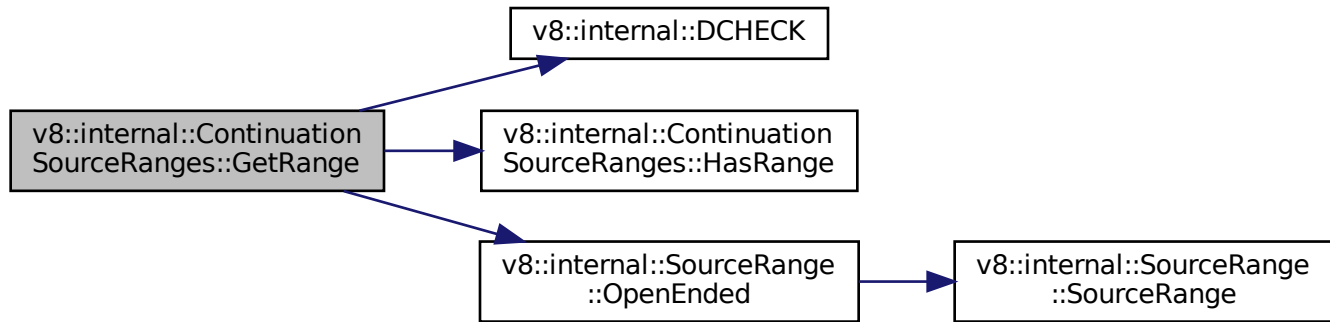 v8::internal::DCHECK
v8::internal::Continuation
SourceRanges::GetRange
v8::internal::Continuation
SourceRanges::HasRange
v8::internal::SourceRange
::OpenEnded
v8::internal::SourceRange
::SourceRange